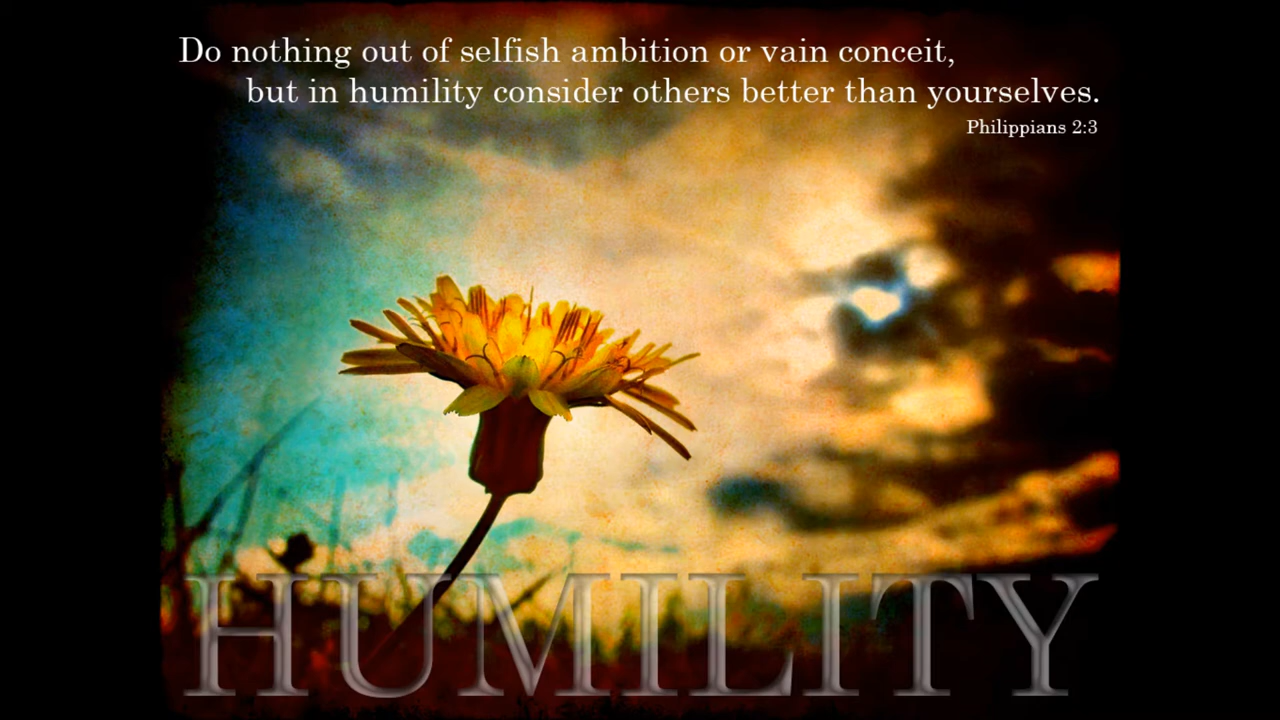 Do nothing out of selfish ambition or vain conceit,
but in humility consider others better than yourselves.
Philippians 2:3
HUMILITY